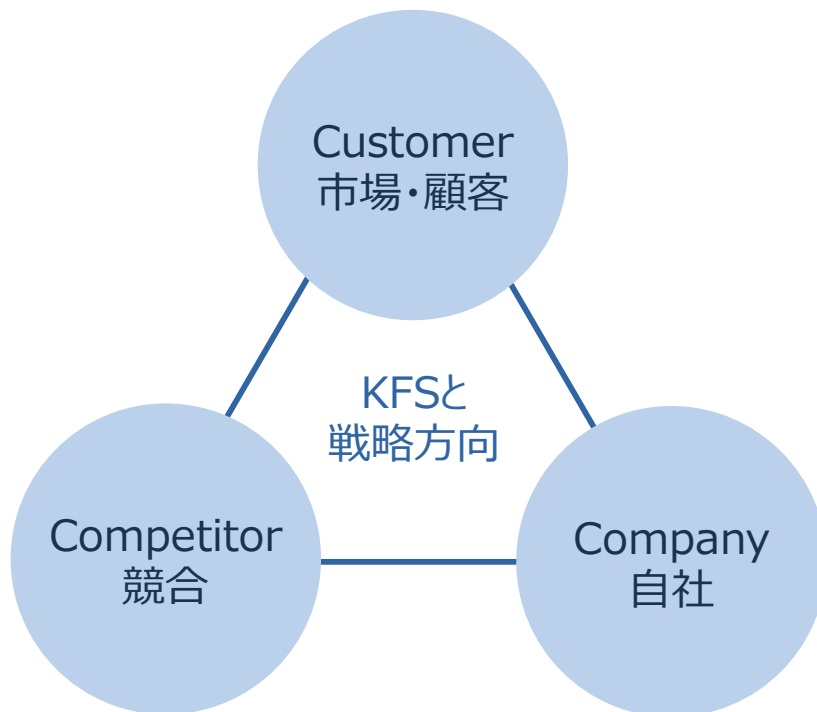 Customer
市場・顧客
KFSと
戦略方向
Competitor
競合
Company
自社